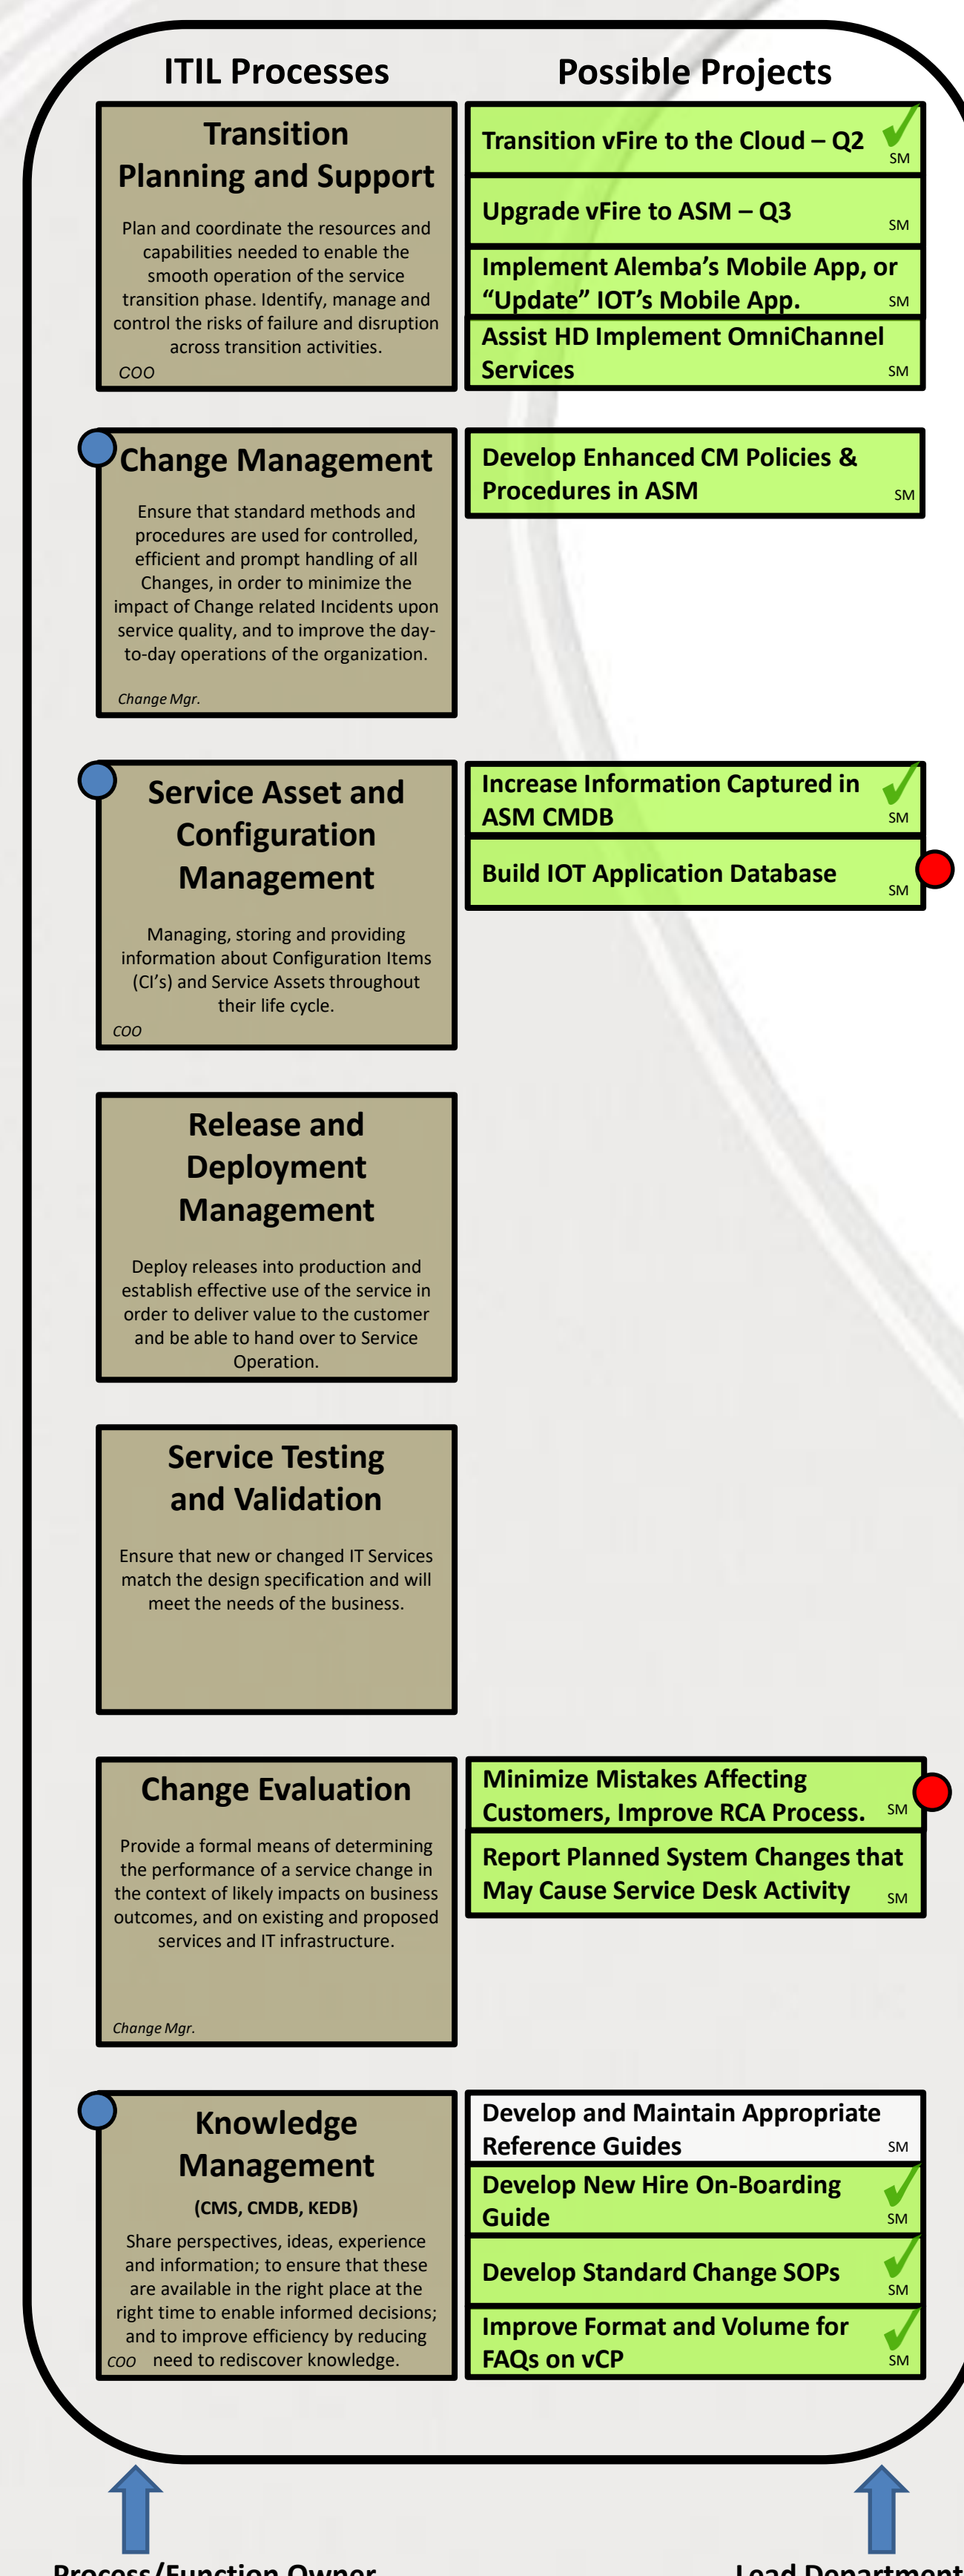 ITIL Processes
Possible Projects
Transition
Planning and Support
Plan and coordinate the resources and
capabilities needed to enable the
smooth operation of the service
transition phase. Identify, manage and
control the risks of failure and disruption
across transition activities.
COO
Transition vFire to the Cloud – Q2
SM
Upgrade vFire to ASM – Q3
SM
Implement Alemba’s Mobile App, or
“Update” IOT’s Mobile App.
SM
Assist HD Implement OmniChannel
Services
SM
Change Management
Ensure that standard methods and
procedures are used for controlled,
efficient and prompt handling of all
Changes, in order to minimize the
impact of Change related Incidents upon
service quality, and to improve the day-
to-day operations of the organization.
Change Mgr.
Develop Enhanced CM Policies &
Procedures in ASM
SM
Service Asset and
Configuration
Management
Managing, storing and providing
information about Configuration Items
(CI’s) and Service Assets throughout
their life cycle.
COO
Increase Information Captured in
ASM CMDB
SM
Build IOT Application Database
SM
Release and
Deployment
Management
Deploy releases into production and
establish effective use of the service in
order to deliver value to the customer
and be able to hand over to Service
Operation.
Service Testing
and Validation
Ensure that new or changed IT Services
match the design specification and will
meet the needs of the business.
Change Evaluation
Provide a formal means of determining
the performance of a service change in
the context of likely impacts on business
outcomes, and on existing and proposed
services and IT infrastructure.
Change Mgr.
Minimize Mistakes Affecting
Customers, Improve RCA Process.
SM
Report Planned System Changes that
May Cause Service Desk Activity
SM
Knowledge
Management
(CMS, CMDB, KEDB)
Share perspectives, ideas, experience
and information; to ensure that these
are available in the right place at the
right time to enable informed decisions;
and to improve efficiency by reducing
COO need to rediscover knowledge.
Develop and Maintain Appropriate
Reference Guides
SM
Develop New Hire On-Boarding
Guide
SM
Develop Standard Change SOPs
SM
Improve Format and Volume for
FAQs on vCP
SM
Process/Function Owner
Lead Department